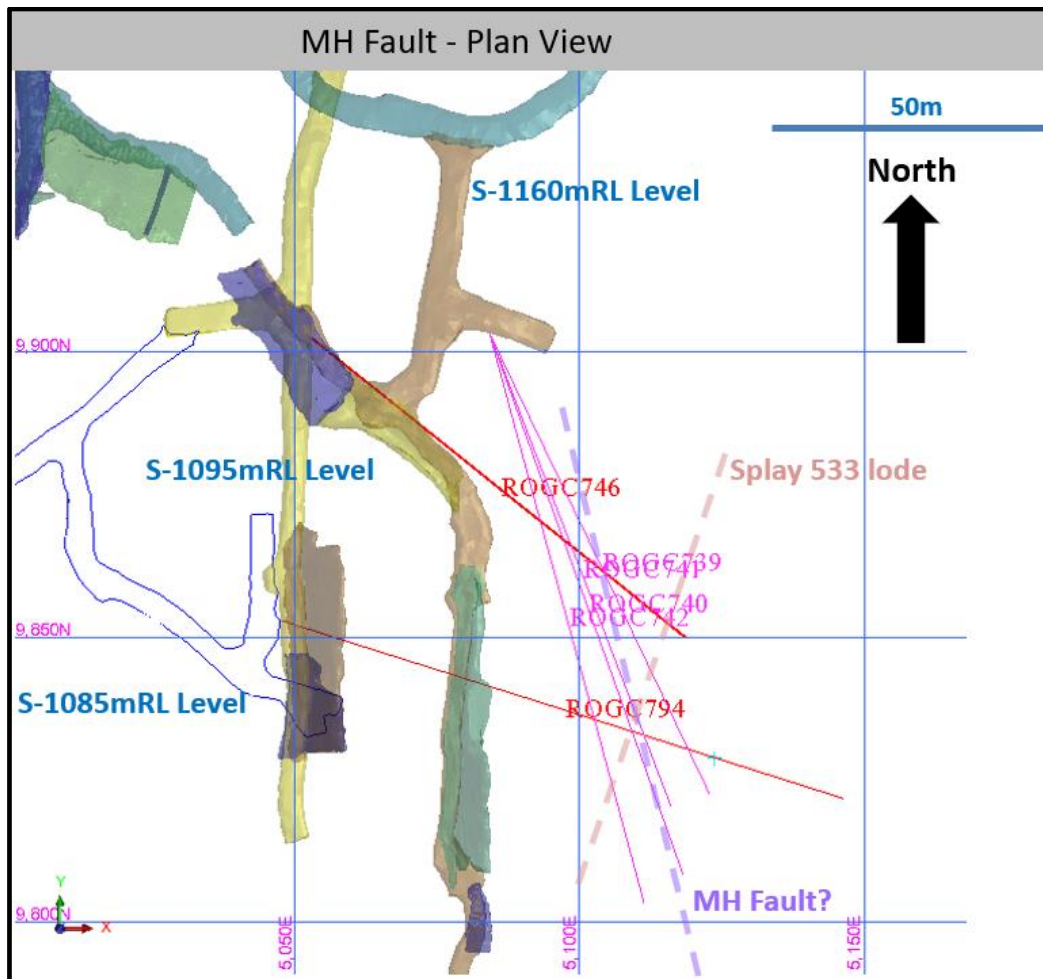 MH Fault - Plan View
50m
North
S-1160mRL Level
9,900N
S-1095mRL Level
ROGC746
Splay 533 lode
ROGC739
ROGC741
ROGC740
ROGC742
9,850N
S-1085mRL Level
ROGC794
MH Fault?
Y
X
9,800N
5,050E
5,100E
5,150E